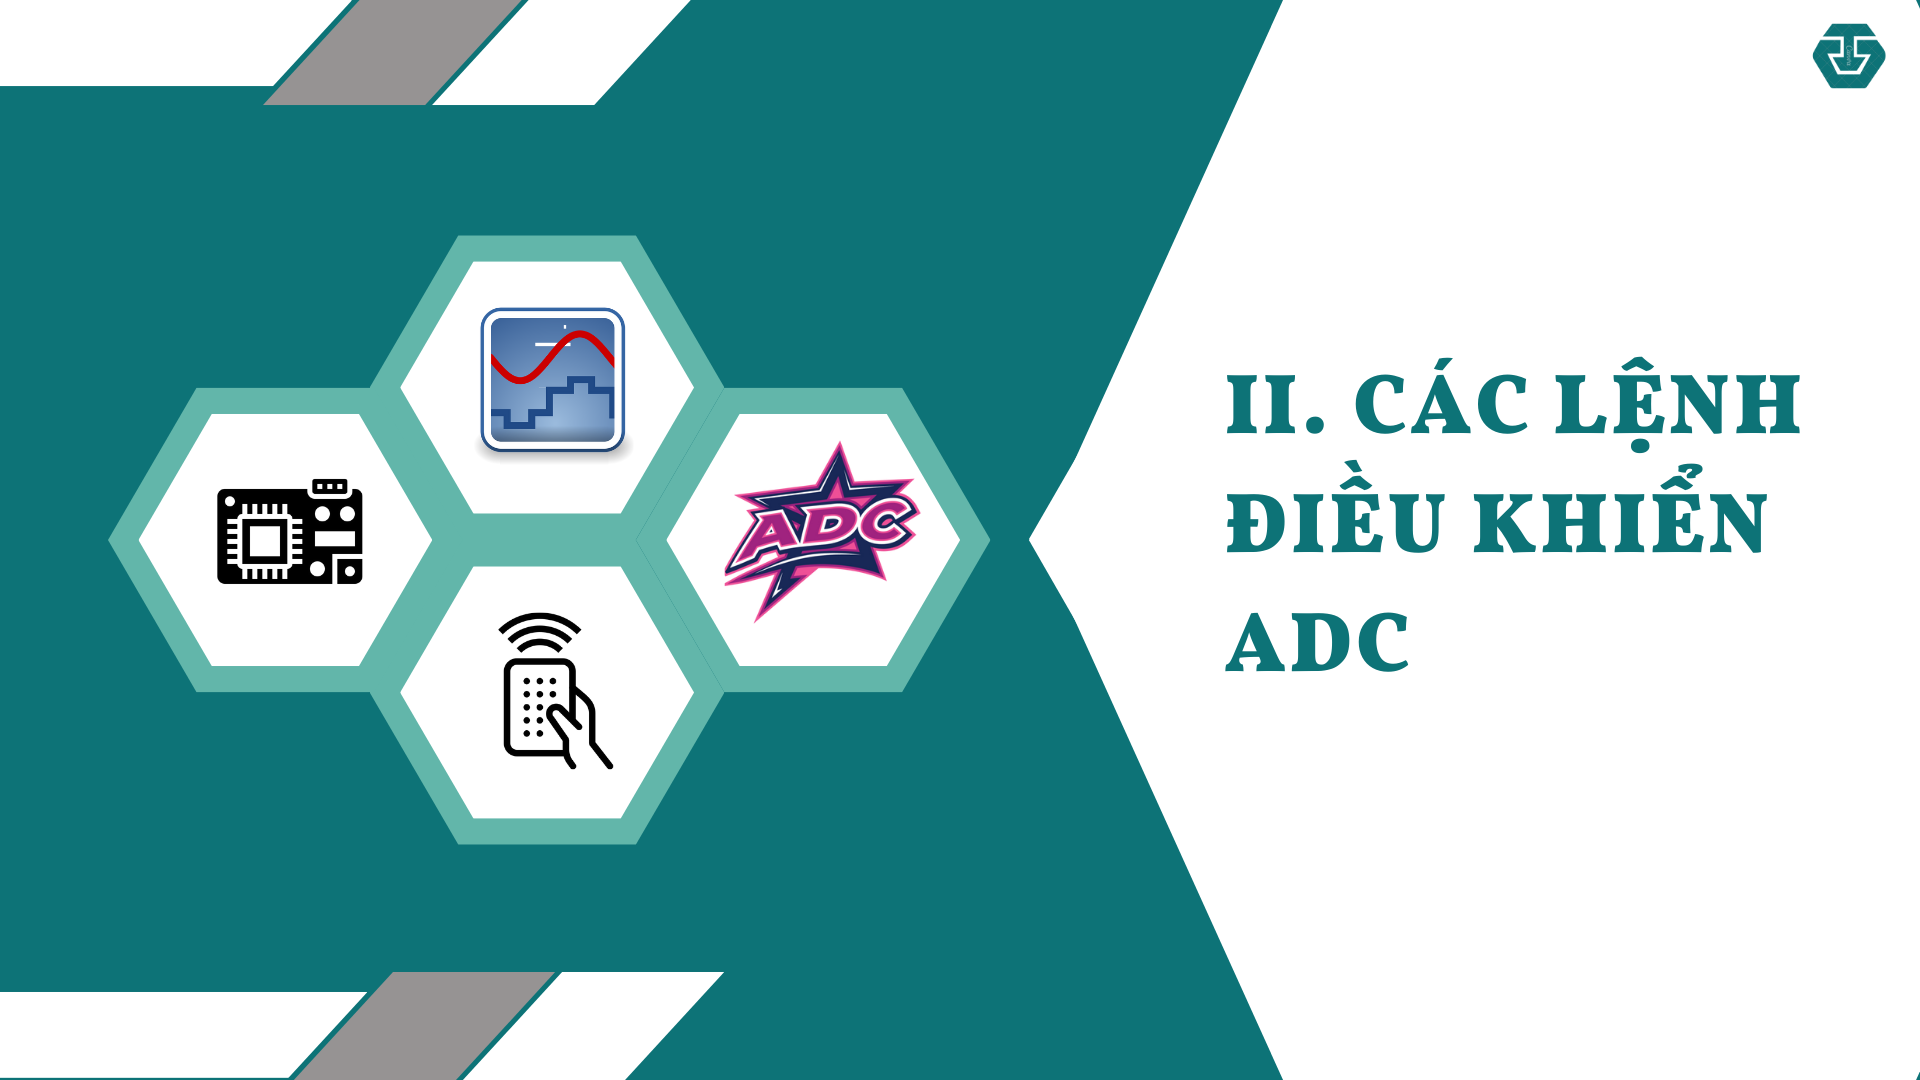 ADC
II. CÁC LỆNH
ĐIỀU KHIỂN
ADC